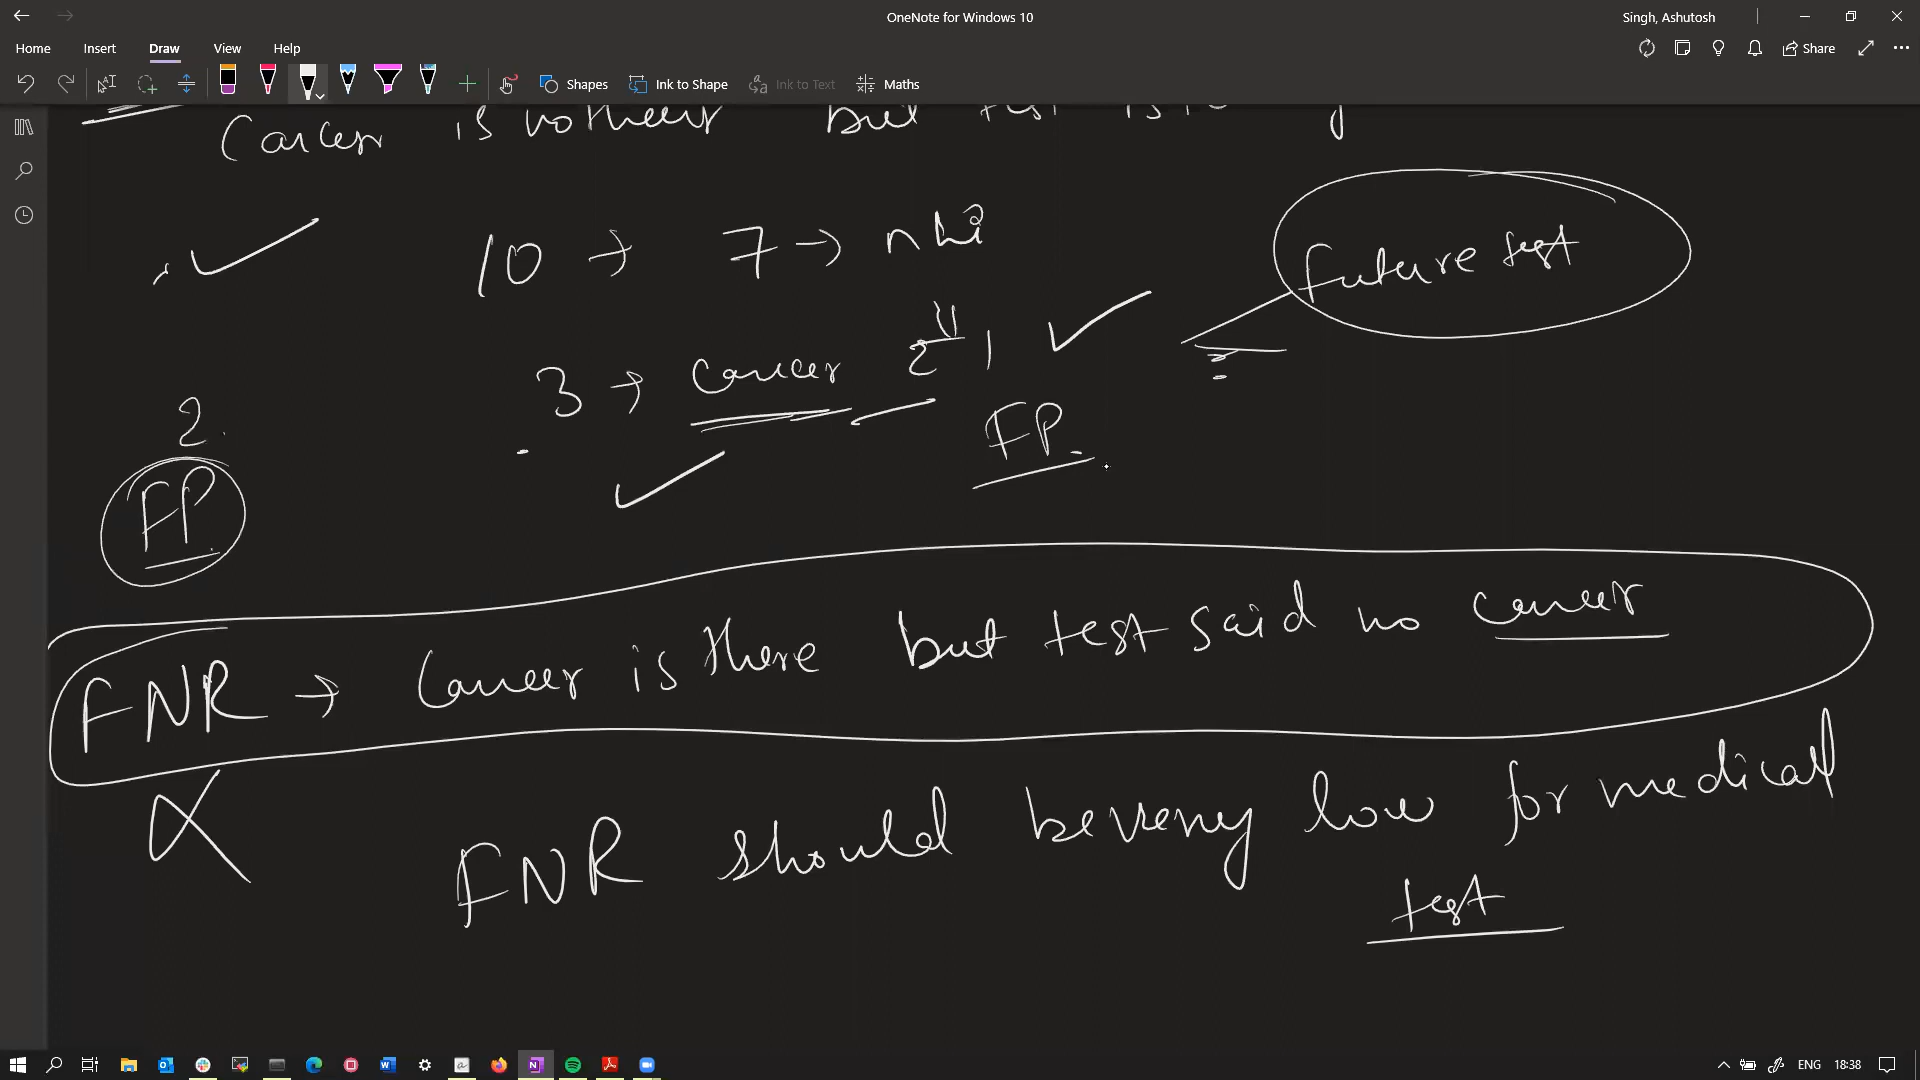 OneNote for Windows 10
Singh, Ashutosh
Home Insert Draw View Help
Share
Shapes Ink to Shape Ink to Text Maths
Cancer is not there but test is
10 → 7 → nhi
Future test
3 → cancer 2 1
2
FP
FP
FNR → Cancer is there but test said no cancer
FNR should be very low for medical
test
ENG 18:38